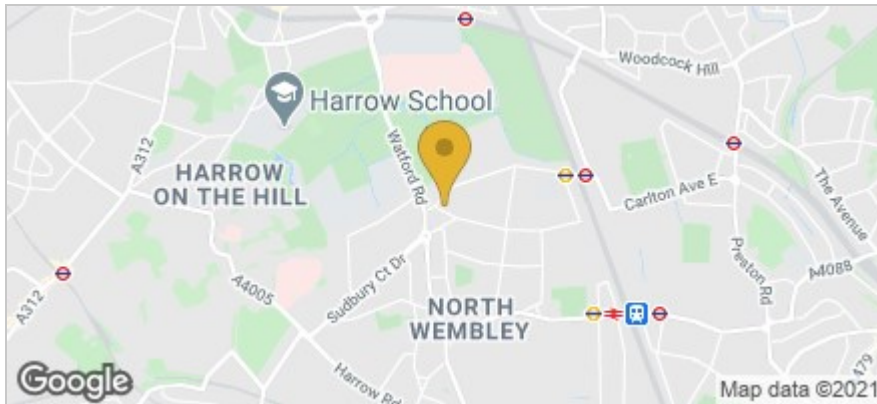 Woodcock Hill
Harrow School
A312
Watford Rd
HARROW
ON THE HILL
Carlton Ave E
The Avenue
Preston Rd
A4088
A312
A4005
Sudbury Ct Dr
NORTH
WEMBLEY
Harrow Rd
479
Google
Map data ©2021